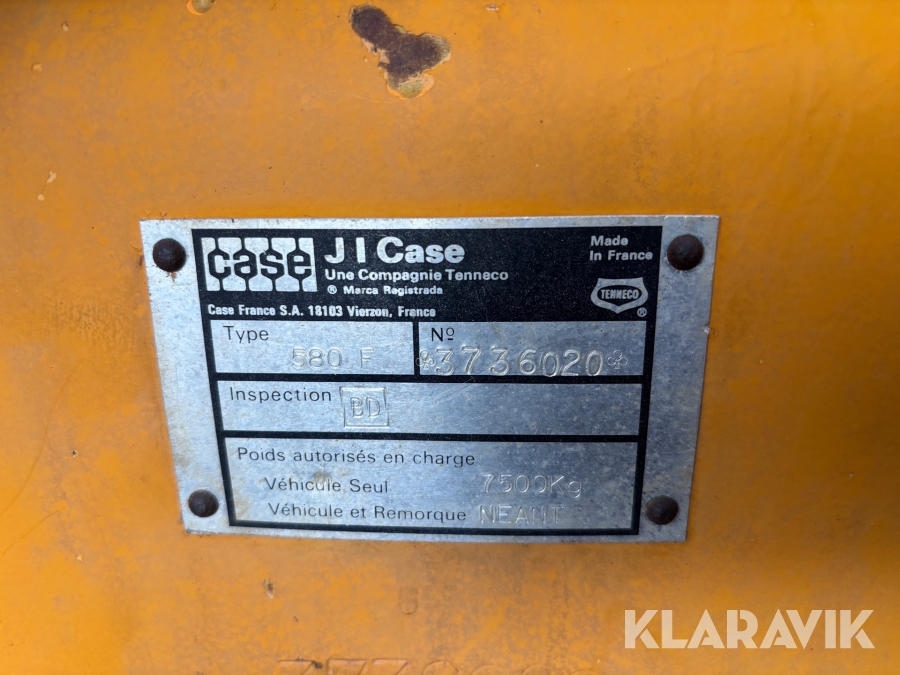 case
J I Case
Une Compagnie Tenneco
® Marca Registrada
Made
In France
TENNECO
®
Case France S.A. 18103 Vierzon, France
Type
580 F
Nº
*3736020*
Inspection
BD
Poids autorisés en charge
Véhicule Seul 7500Kg
Véhicule et Remorque NEANT
KLARAVIK